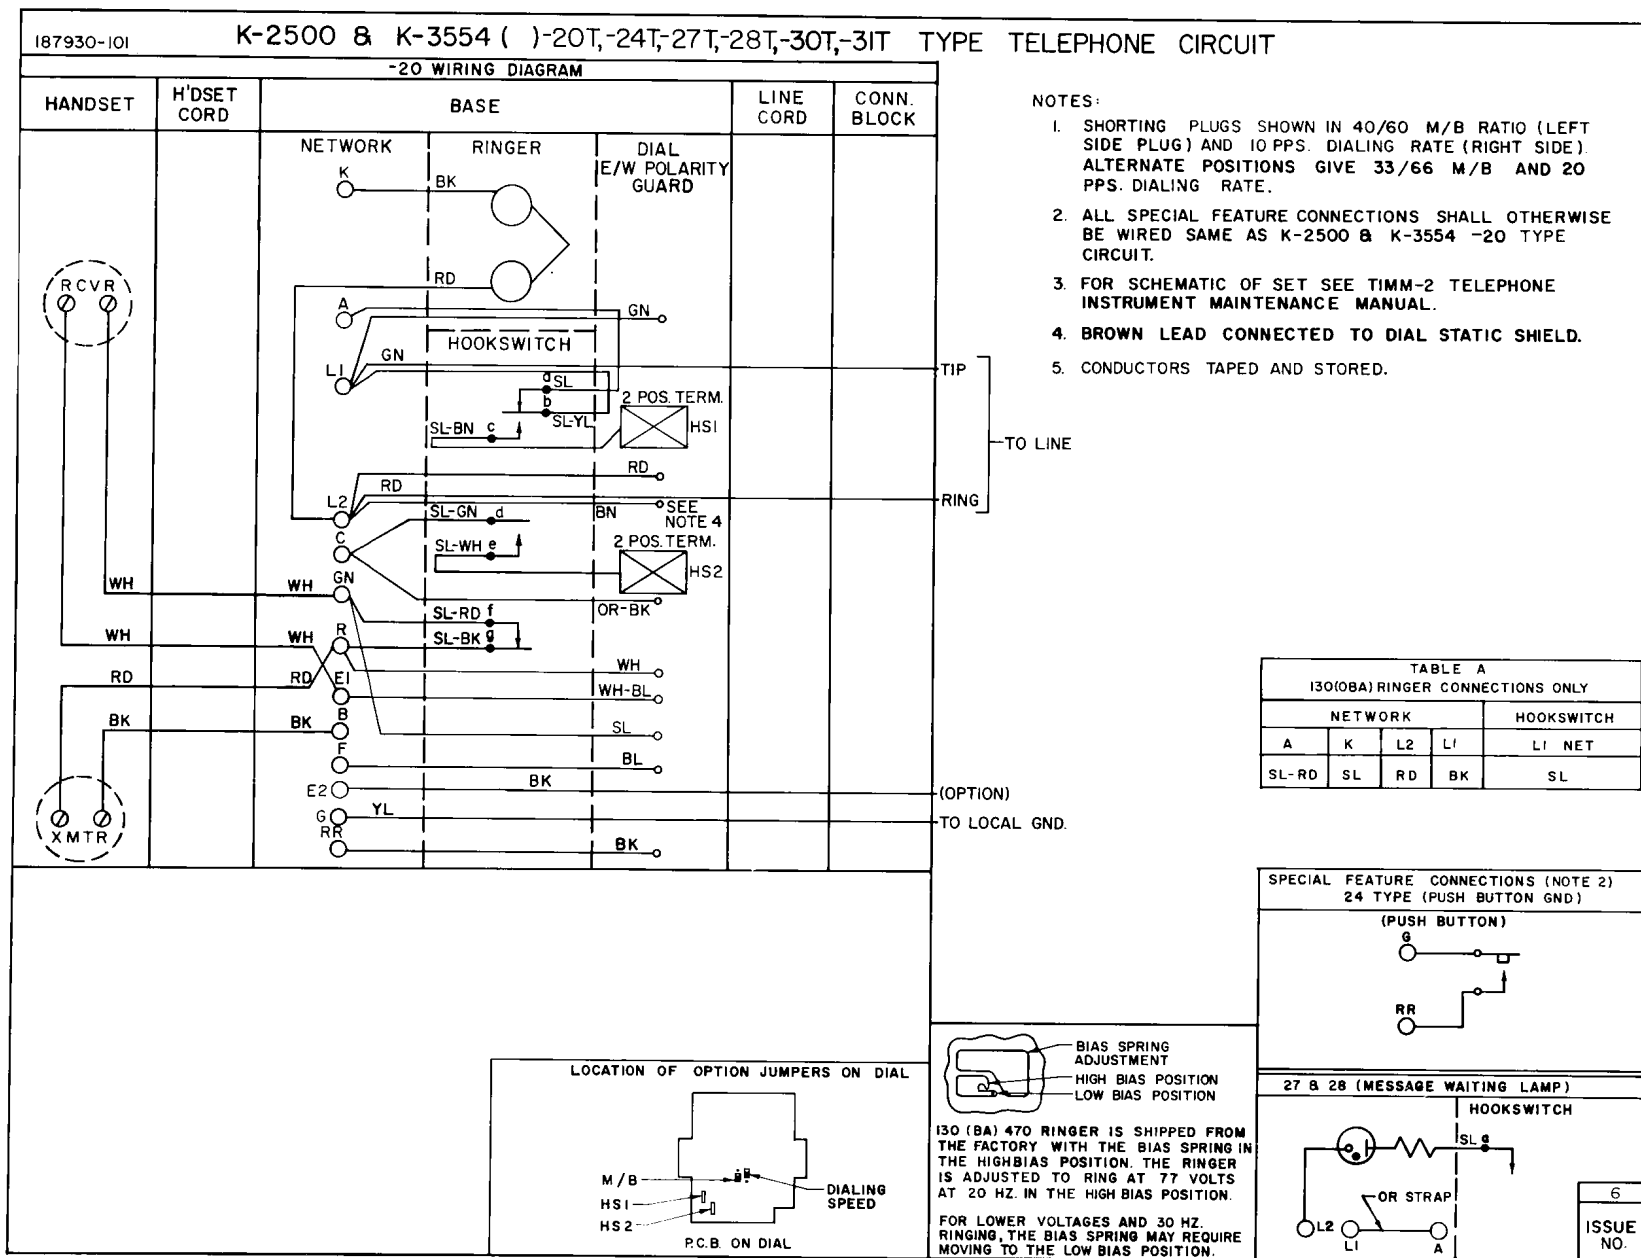 187930-101
K-2500 & K-3554 ( )-20T,-24T,-27T,-28T,-30T,-31T TYPE TELEPHONE CIRCUIT
-20 WIRING DIAGRAM
HANDSET
H'DSET
CORD
BASE
LINE
CORD
CONN.
BLOCK
NETWORK
RINGER
DIAL
E/W POLARITY
GUARD
K
BK
RD
RCVR
A
GN
HOOKSWITCH
GN
L1
TIP
a
SL
b
SL-YL
2 POS. TERM.
HS1
SL-BN
c
TO LINE
RD
RD
RING
L2
SL-GN
d
BN
SEE
NOTE 4
C
SL-WH
e
2 POS. TERM.
HS2
WH
WH
GN
OR-BK
SL-RD
f
WH
WH
R
SL-BK
g
WH
RD
RD
E1
WH-BL
BK
BK
B
SL
F
BL
E2
BK
(OPTION)
G
YL
TO LOCAL GND.
XMTR
RR
BK
NOTES:
1. SHORTING PLUGS SHOWN IN 40/60 M/B RATIO (LEFT
SIDE PLUG) AND 10 PPS. DIALING RATE (RIGHT SIDE).
ALTERNATE POSITIONS GIVE 33/66 M/B AND 20
PPS. DIALING RATE.
2. ALL SPECIAL FEATURE CONNECTIONS SHALL OTHERWISE
BE WIRED SAME AS K-2500 & K-3554 -20 TYPE
CIRCUIT.
3. FOR SCHEMATIC OF SET SEE TIMM-2 TELEPHONE
INSTRUMENT MAINTENANCE MANUAL.
4. BROWN LEAD CONNECTED TO DIAL STATIC SHIELD.
5. CONDUCTORS TAPED AND STORED.
TABLE A
130(0BA) RINGER CONNECTIONS ONLY
NETWORK HOOKSWITCH
A K L2 L1 L1 NET
SL-RD SL RD BK SL
SPECIAL FEATURE CONNECTIONS (NOTE 2)
24 TYPE (PUSH BUTTON GND)
(PUSH BUTTON)
G
RR
LOCATION OF OPTION JUMPERS ON DIAL
M/B
HS1
HS2
DIALING
SPEED
P.C.B. ON DIAL
BIAS SPRING
ADJUSTMENT
HIGH BIAS POSITION
LOW BIAS POSITION
130 (BA) 470 RINGER IS SHIPPED FROM
THE FACTORY WITH THE BIAS SPRING IN
THE HIGHBIAS POSITION. THE RINGER
IS ADJUSTED TO RING AT 77 VOLTS
AT 20 HZ. IN THE HIGH BIAS POSITION.
FOR LOWER VOLTAGES AND 30 HZ.
RINGING, THE BIAS SPRING MAY REQUIRE
MOVING TO THE LOW BIAS POSITION.
27 & 28 (MESSAGE WAITING LAMP)
HOOKSWITCH
SL
a
OR STRAP
L2
L1
A
6
ISSUE
NO.